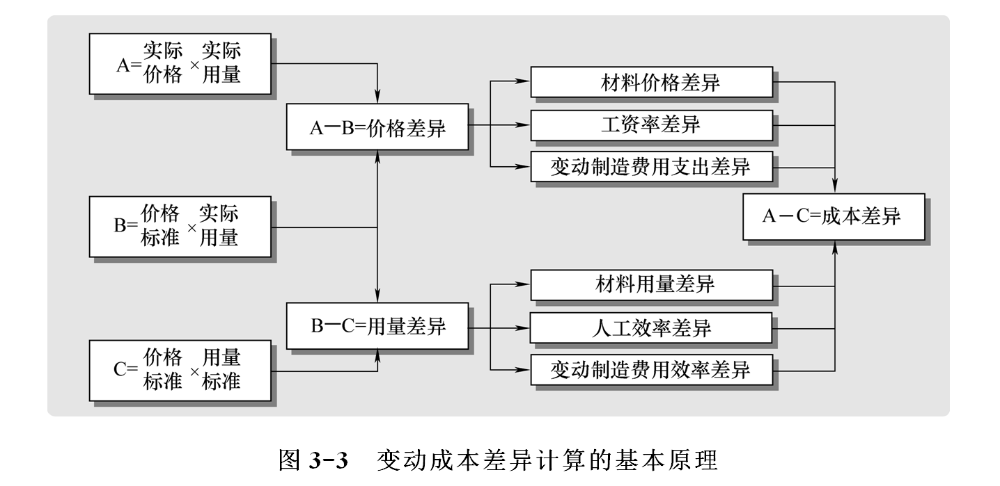 A=实际价格×实际用量
A—B=价格差异
材料价格差异
工资率差异
变动制造费用支出差异
B=价格标准×实际用量
A－C=成本差异
B—C=用量差异
材料用量差异
人工效率差异
变动制造费用效率差异
C=价格标准×用量标准
图 3-3 变动成本差异计算的基本原理